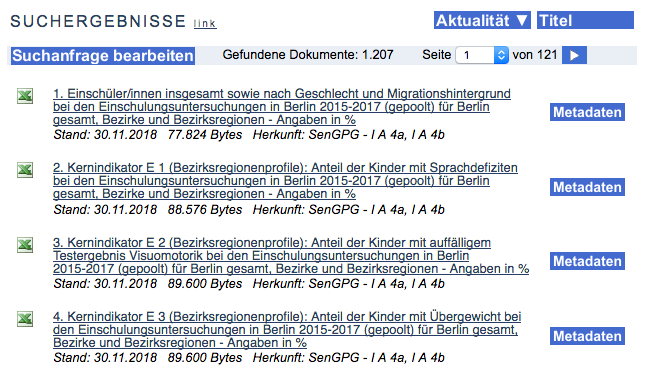 SUCHERGEBNISSE link
Aktualität ▼ Titel
Suchanfrage bearbeiten Gefundene Dokumente: 1.207 Seite 1 von 121
1. Einschüler/innen insgesamt sowie nach Geschlecht und Migrationshintergrund
bei den Einschulungsuntersuchungen in Berlin 2015-2017 (gepoolt) für Berlin
gesamt, Bezirke und Bezirksregionen - Angaben in %
Stand: 30.11.2018 77.824 Bytes Herkunft: SenGPG - I A 4a, I A 4b
Metadaten
2. Kernindikator E 1 (Bezirksregionenprofile): Anteil der Kinder mit Sprachdefiziten
bei den Einschulungsuntersuchungen in Berlin 2015-2017 (gepoolt) für Berlin
gesamt, Bezirke und Bezirksregionen - Angaben in %
Stand: 30.11.2018 88.576 Bytes Herkunft: SenGPG - I A 4a, I A 4b
Metadaten
3. Kernindikator E 2 (Bezirksregionenprofile): Anteil der Kinder mit auffälligem
Testergebnis Visuomotorik bei den Einschulungsuntersuchungen in Berlin
2015-2017 (gepoolt) für Berlin gesamt, Bezirke und Bezirksregionen - Angaben in %
Stand: 30.11.2018 89.600 Bytes Herkunft: SenGPG - I A 4a, I A 4b
Metadaten
4. Kernindikator E 3 (Bezirksregionenprofile): Anteil der Kinder mit Übergewicht bei
den Einschulungsuntersuchungen in Berlin 2015-2017 (gepoolt) für Berlin gesamt,
Bezirke und Bezirksregionen - Angaben in %
Stand: 30.11.2018 89.600 Bytes Herkunft: SenGPG - I A 4a, I A 4b
Metadaten